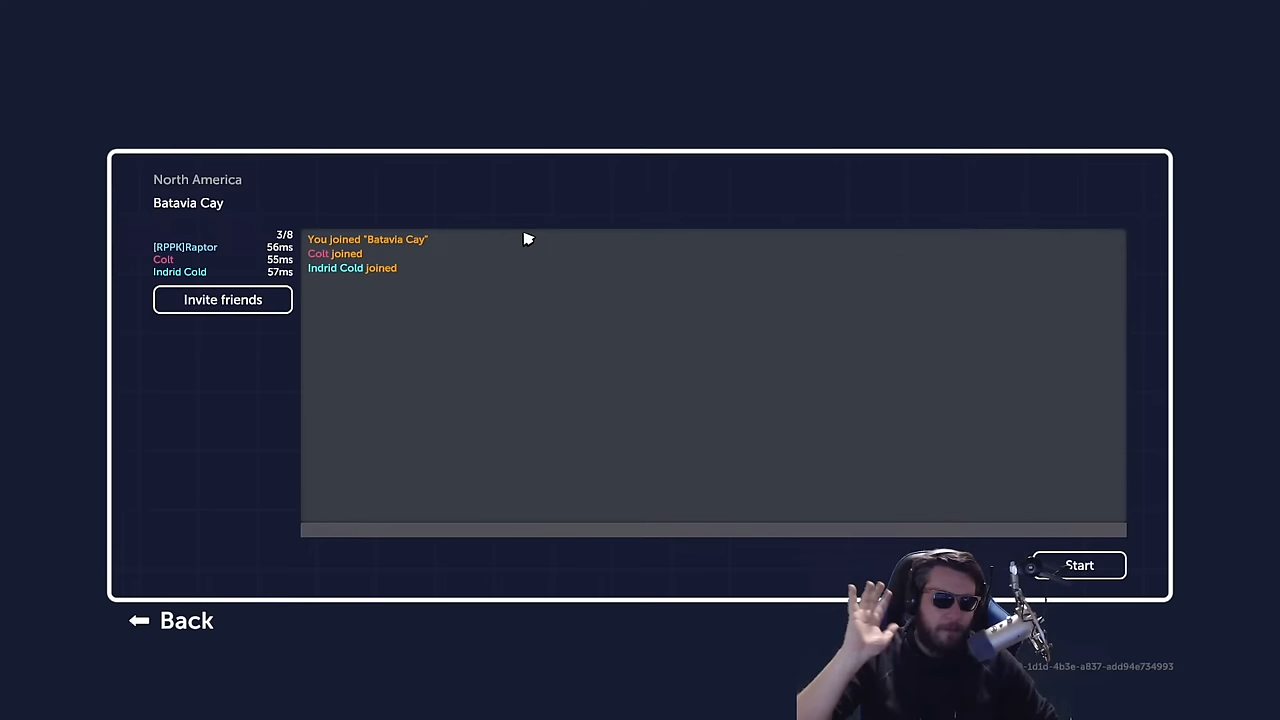 North America
Batavia Cay
3/8
[RPPK]Raptor 56ms
Colt 55ms
Indrid Cold 57ms
Invite friends
You joined "Batavia Cay"
Colt joined
Indrid Cold joined
Start
Back
-1d1d-4b3e-a837-add94e734993